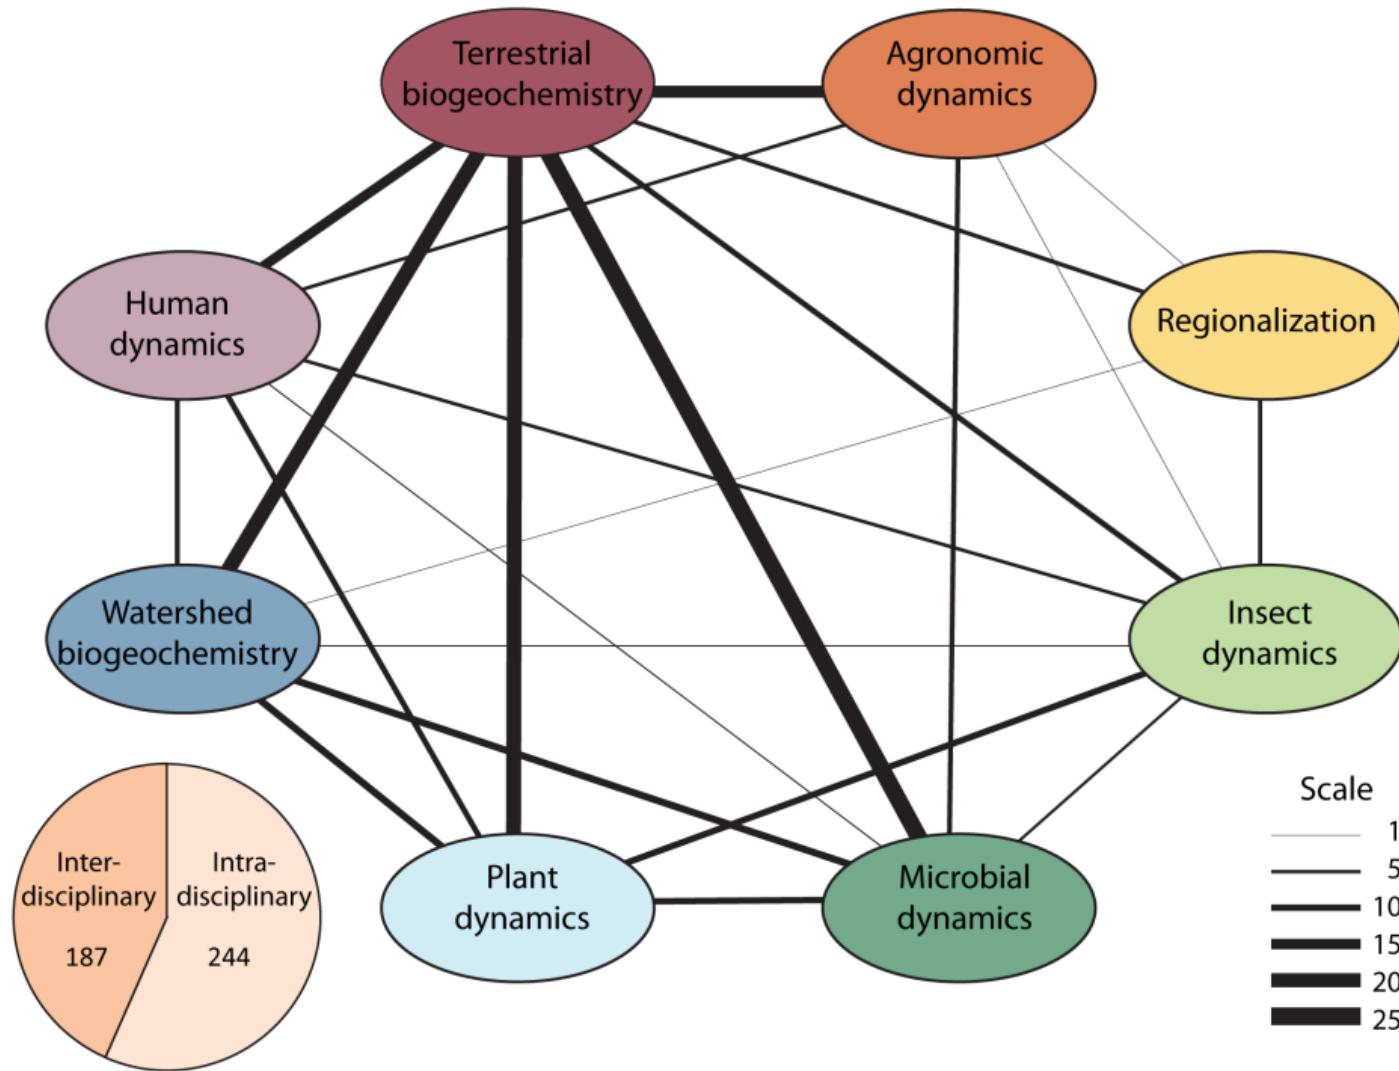 Terrestrial
biogeochemistry
Agronomic
dynamics
Human
dynamics
Regionalization
Watershed
biogeochemistry
Insect
dynamics
Plant
dynamics
Microbial
dynamics
Inter-
disciplinary
187
Intra-
disciplinary
244
Scale
1
5
10
15
20
25